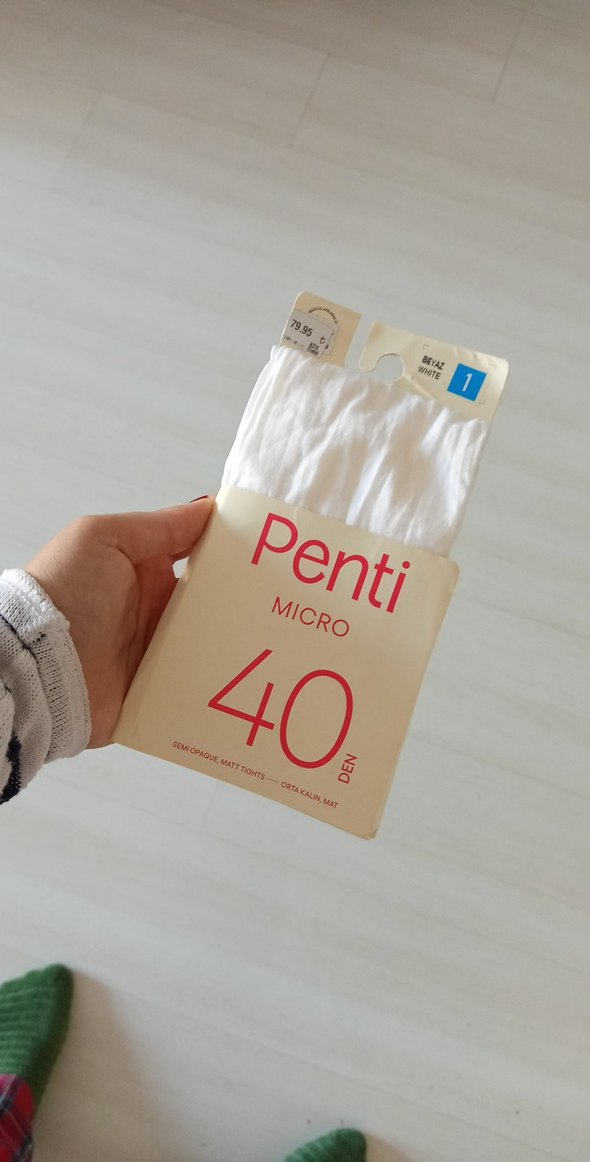 79.95 ₺
BEYAZ
WHITE
1
Penti
MICRO
40
DEN
SEMI OPAQUE, MATT TIGHTS — ORTA KALIN, MAT